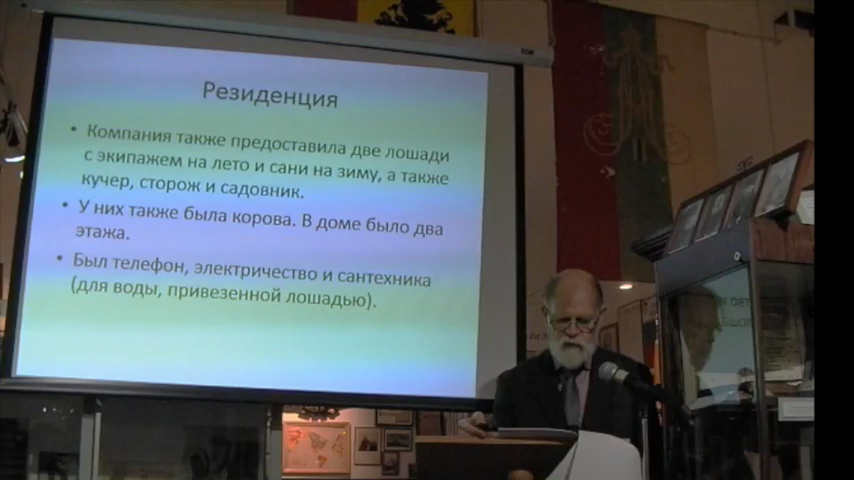 Резиденция
• Компания также предоставила две лошади
с экипажем на лето и сани на зиму, а также
кучер, сторож и садовник.
• У них также была корова. В доме было два
этажа.
• Был телефон, электричество и сантехника
(для воды, привезенной лошадью).